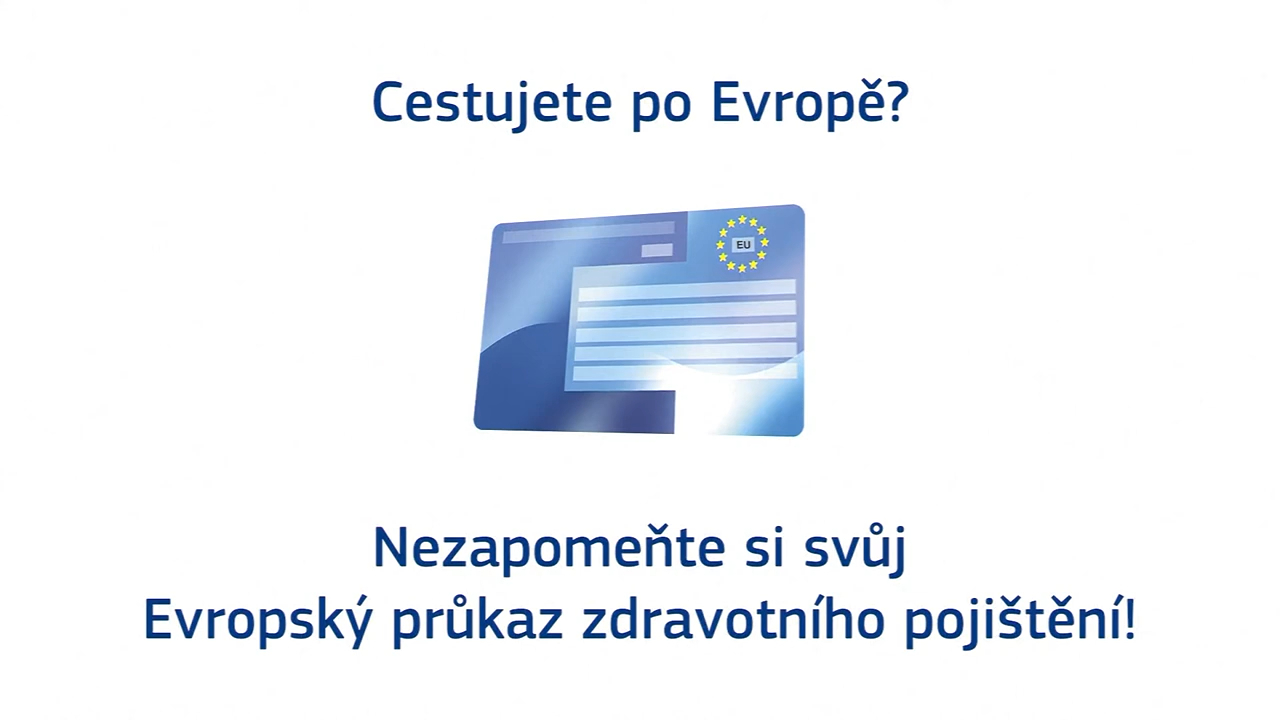 Cestujete po Evropě?
EU
Nezapomeňte si svůj
Evropský průkaz zdravotního pojištění!